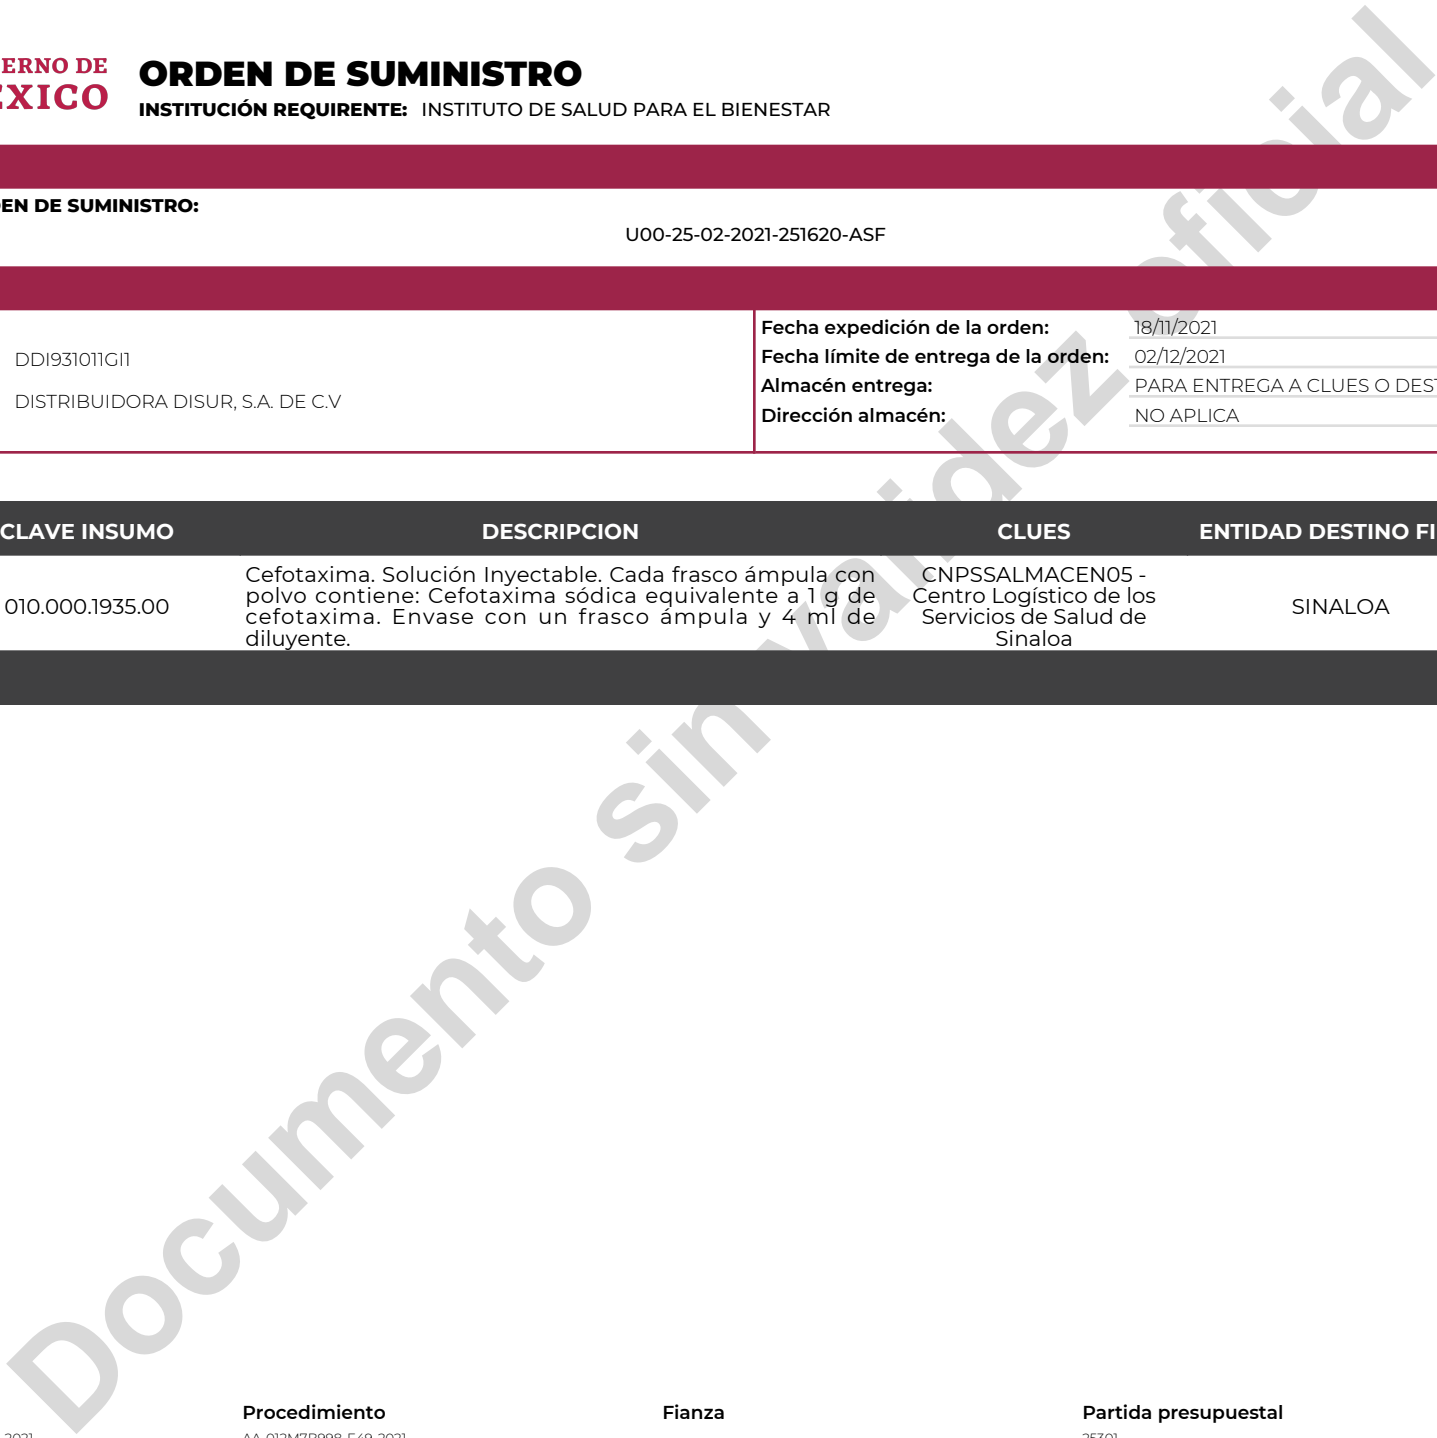 ERNO DE
EXICO
ORDEN DE SUMINISTRO
INSTITUCIÓN REQUIRENTE: INSTITUTO DE SALUD PARA EL BIENESTAR
EN DE SUMINISTRO:
U00-25-02-2021-251620-ASF
DDI931011GI1
DISTRIBUIDORA DISUR, S.A. DE C.V
Fecha expedición de la orden: 18/11/2021
Fecha límite de entrega de la orden: 02/12/2021
Almacén entrega: PARA ENTREGA A CLUES O DEST
Dirección almacén: NO APLICA
CLAVE INSUMO DESCRIPCION CLUES ENTIDAD DESTINO FI
010.000.1935.00
Cefotaxima. Solución Inyectable. Cada frasco ámpula con
polvo contiene: Cefotaxima sódica equivalente a 1 g de
cefotaxima. Envase con un frasco ámpula y 4 ml de
diluyente.
CNPSSALMACEN05 -
Centro Logístico de los
Servicios de Salud de
Sinaloa
SINALOA
Documento sin validez oficial
Procedimiento Fianza Partida presupuestal